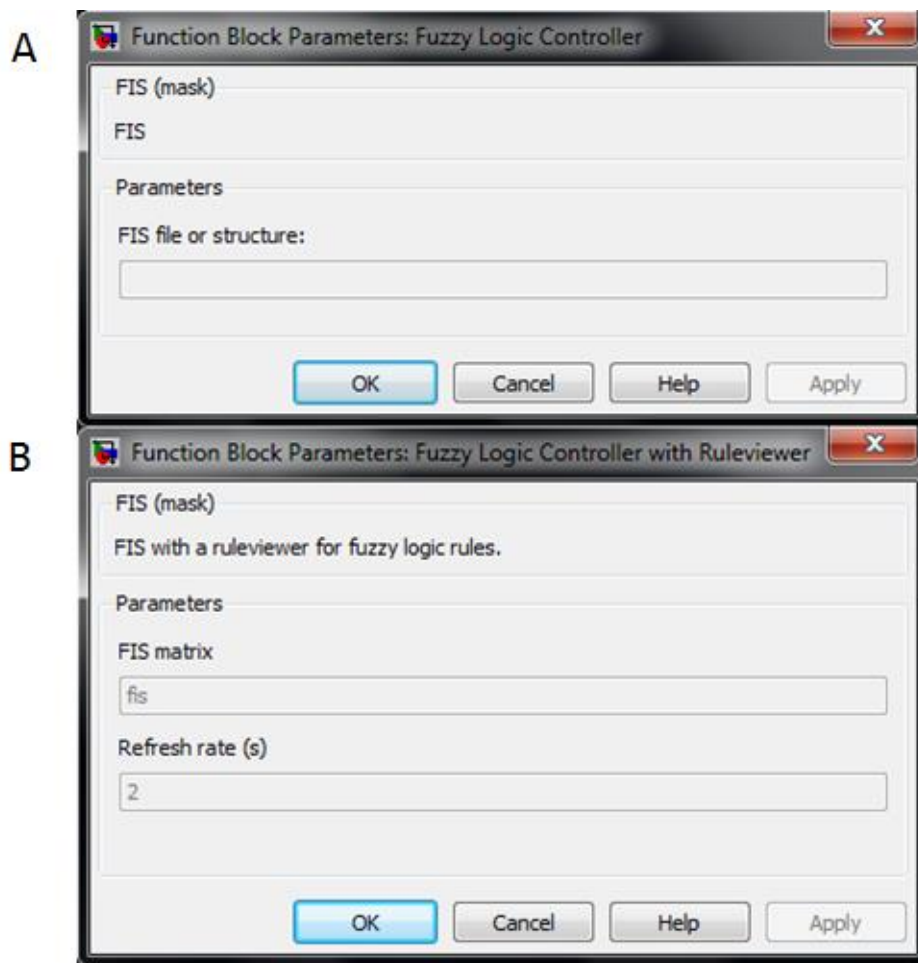 A
Function Block Parameters: Fuzzy Logic Controller
X
FIS (mask)
FIS
Parameters
FIS file or structure:
OK Cancel Help Apply
B
Function Block Parameters: Fuzzy Logic Controller with Ruleviewer
X
FIS (mask)
FIS with a ruleviewer for fuzzy logic rules.
Parameters
FIS matrix
fis
Refresh rate (s)
2
OK Cancel Help Apply